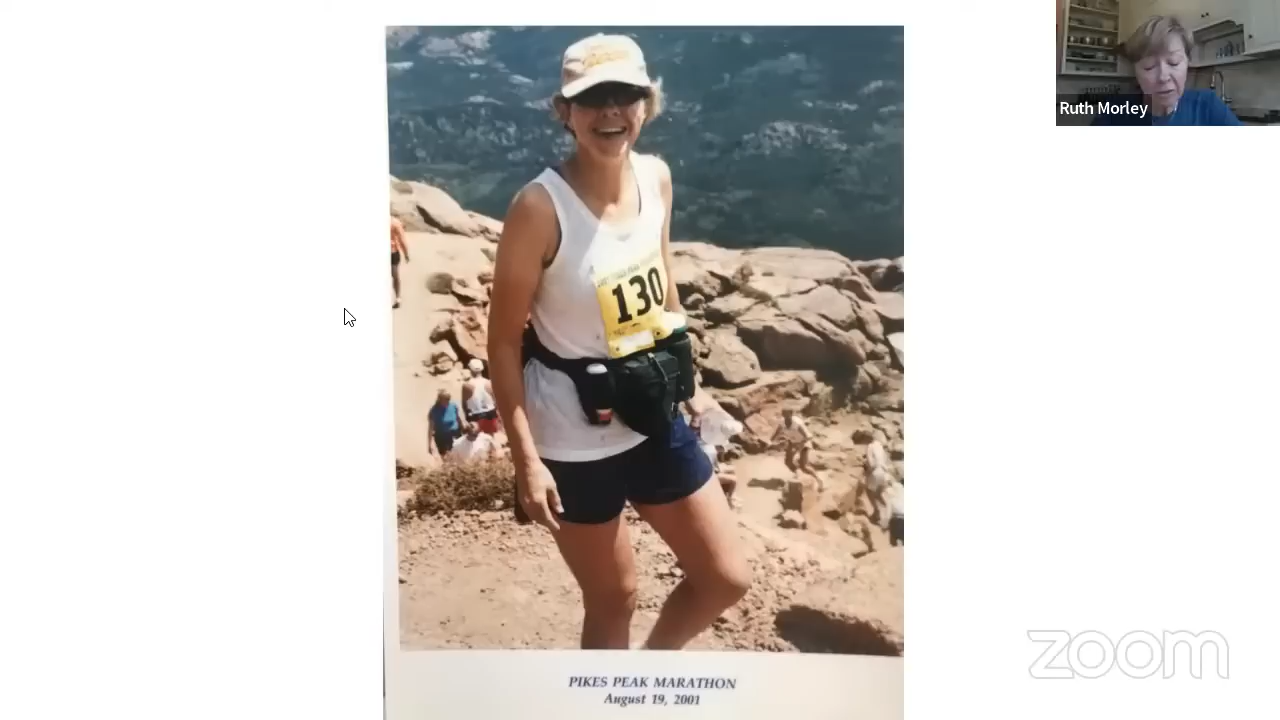 Ruth Morley
130
PIKES PEAK MARATHON
August 19, 2001
zoom